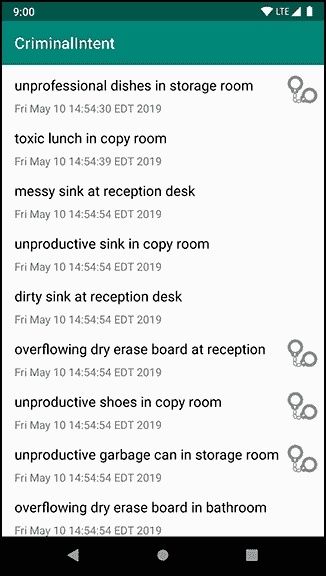 9:00 LTE
CriminalIntent
unprofessional dishes in storage room
Fri May 10 14:54:30 EDT 2019
toxic lunch in copy room
Fri May 10 14:54:39 EDT 2019
messy sink at reception desk
Fri May 10 14:54:54 EDT 2019
unproductive sink in copy room
Fri May 10 14:54:54 EDT 2019
dirty sink at reception desk
Fri May 10 14:54:54 EDT 2019
overflowing dry erase board at reception
Fri May 10 14:54:54 EDT 2019
unproductive shoes in copy room
Fri May 10 14:54:54 EDT 2019
unproductive garbage can in storage room
Fri May 10 14:54:54 EDT 2019
overflowing dry erase board in bathroom
Fri May 10 14:54:54 EDT 2019